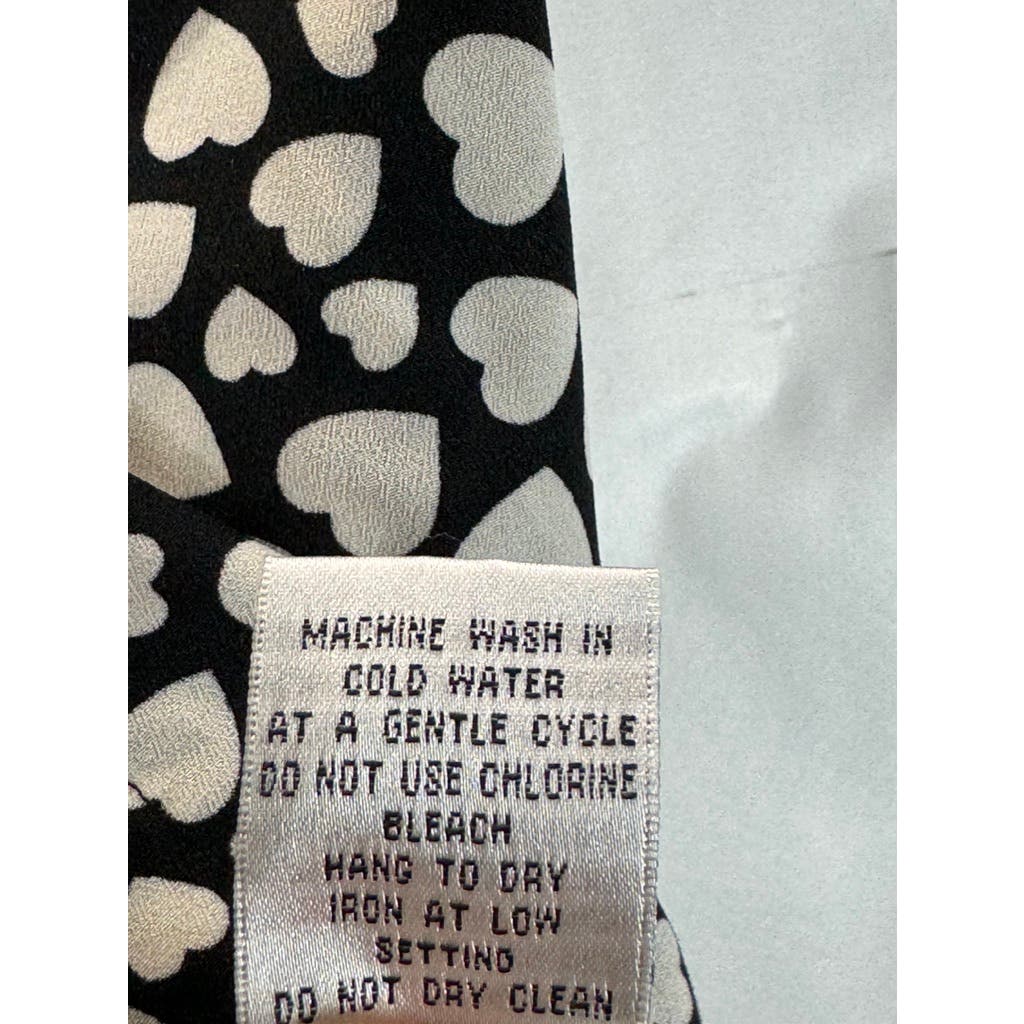 MACHINE WASH IN
COLD WATER
AT A GENTLE CYCLE
DO NOT USE CHLORINE
BLEACH
HANG TO DRY
IRON AT LOW
SETTING
DO NOT DRY CLEAN